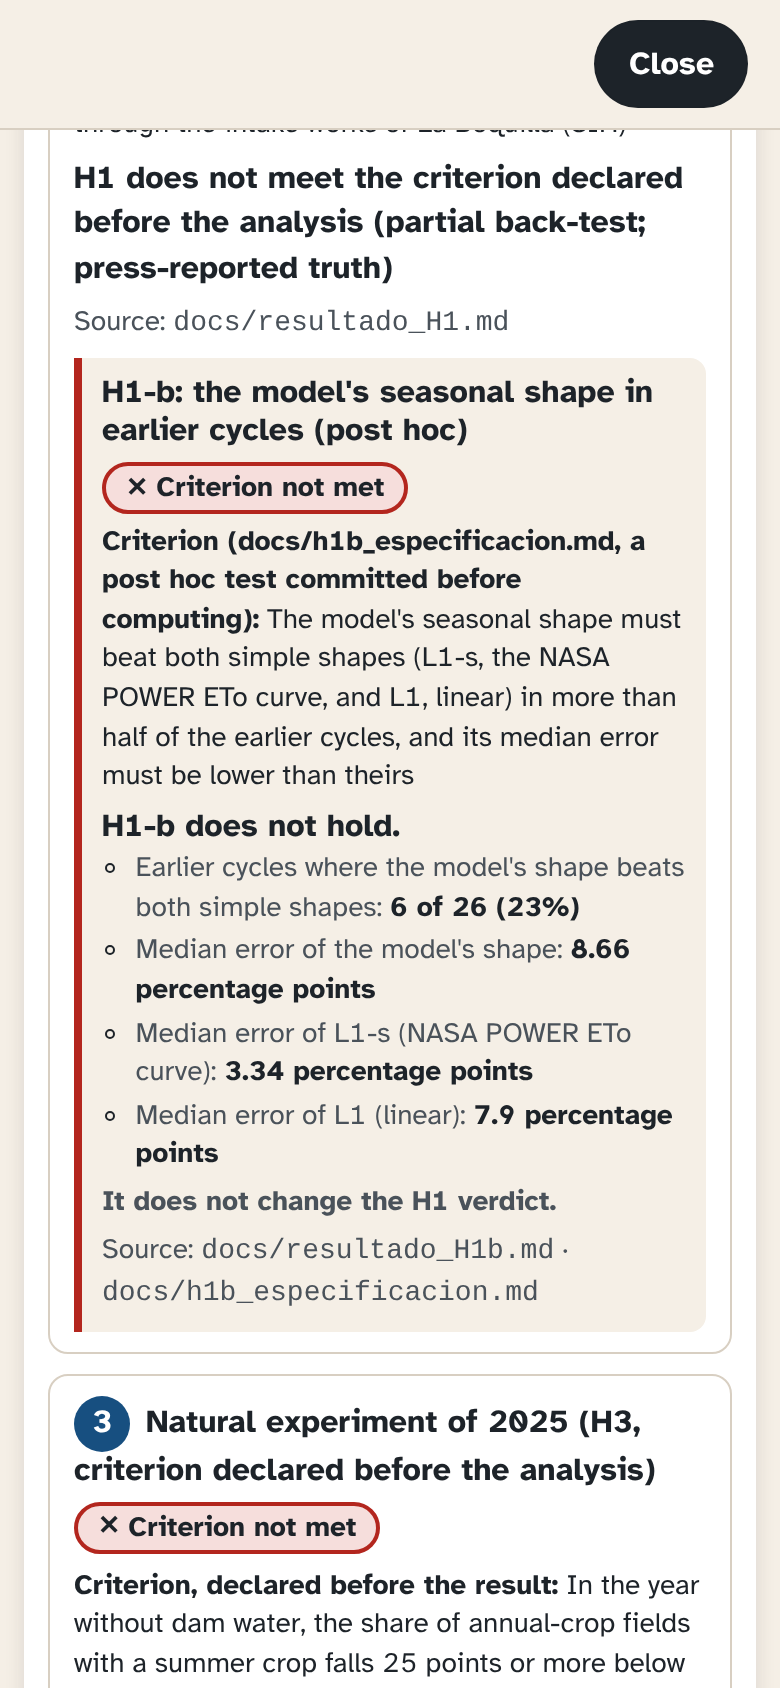 Close
through the intake works of La Boquilla (SIH)
H1 does not meet the criterion declared
before the analysis (partial back-test;
press-reported truth)
Source: docs/resultado_H1.md
H1-b: the model's seasonal shape in
earlier cycles (post hoc)
✕ Criterion not met
Criterion (docs/h1b_especificacion.md, a
post hoc test committed before
computing): The model's seasonal shape must
beat both simple shapes (L1-s, the NASA
POWER ETo curve, and L1, linear) in more than
half of the earlier cycles, and its median error
must be lower than theirs
H1-b does not hold.
Earlier cycles where the model's shape beats
both simple shapes: 6 of 26 (23%)
Median error of the model's shape: 8.66
percentage points
Median error of L1-s (NASA POWER ETo
curve): 3.34 percentage points
Median error of L1 (linear): 7.9 percentage
points
It does not change the H1 verdict.
Source: docs/resultado_H1b.md ·
docs/h1b_especificacion.md
3 Natural experiment of 2025 (H3,
criterion declared before the analysis)
✕ Criterion not met
Criterion, declared before the result: In the year
without dam water, the share of annual-crop fields
with a summer crop falls 25 points or more below